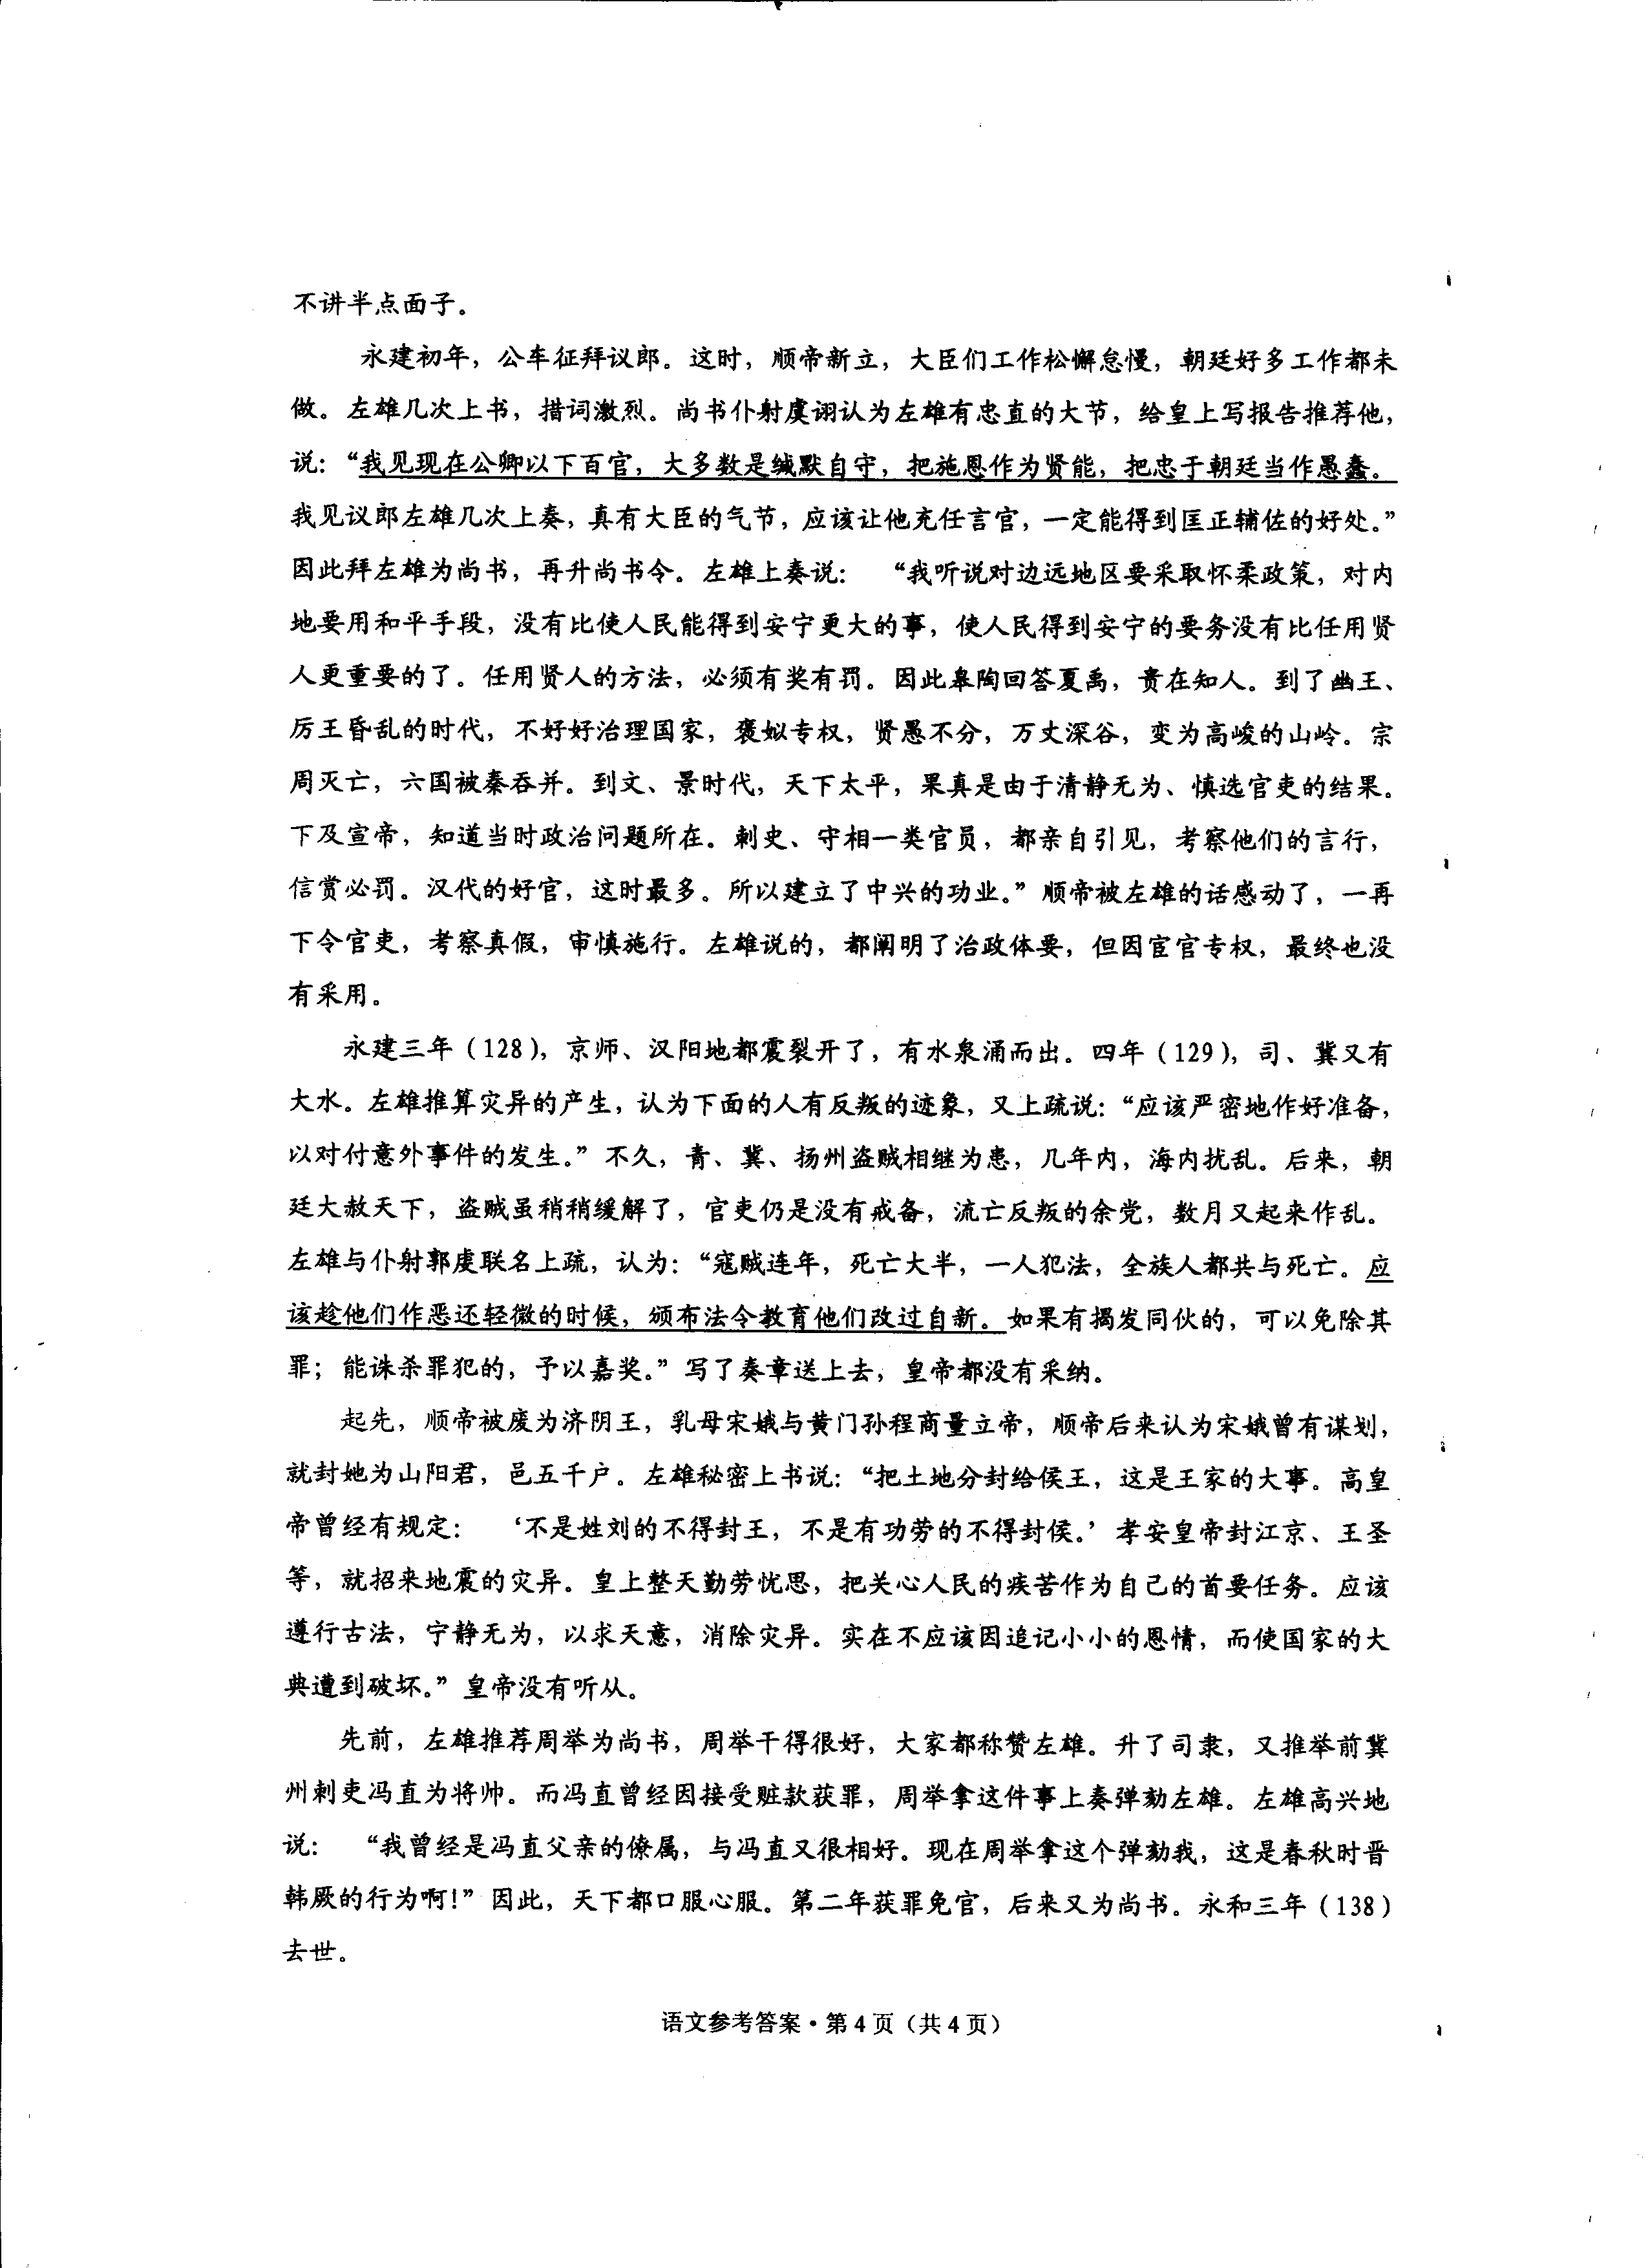 不讲半点面子。
永建初年，公车征拜议郎。这时，顺帝新立，大臣们工作松懈怠慢，朝廷好多工作都未
做。左雄几次上书，措词激烈。尚书仆射虞诩认为左雄有忠直的大节，给皇上写报告推荐他，
说：“我见现在公卿以下百官，大多数是缄默自守，把施恩作为贤能，把忠于朝廷当作愚蠢。
我见议郎左雄几次上奏，真有大臣的气节，应该让他充任言官，一定能得到匡正辅佐的好处。”
因此拜左雄为尚书，再升尚书令。左雄上奏说：“我听说对边远地区要采取怀柔政策，对内
地要用和平手段，没有比使人民能得到安宁更大的事，使人民得到安宁的要务没有比任用贤
人更重要的了。任用贤人的方法，必须有奖有罚。因此皋陶回答夏禹，贵在知人。到了幽王、
厉王昏乱的时代，不好好治理国家，褒姒专权，贤愚不分，万丈深谷，变为高峻的山岭。宗
周灭亡，六国被秦吞并。到文、景时代，天下太平，果真是由于清静无为、慎选官吏的结果。
下及宣帝，知道当时政治问题所在。刺史、守相一类官员，都亲自引见，考察他们的言行，
信赏必罚。汉代的好官，这时最多。所以建立了中兴的功业。”顺帝被左雄的话感动了，一再
下令官吏，考察真假，审慎施行。左雄说的，都阐明了治政体要，但因宦官专权，最终也没
有采用。
永建三年（128），京师、汉阳地都震裂开了，有水泉涌而出。四年（129），司、冀又有
大水。左雄推算灾异的产生，认为下面的人有反叛的迹象，又上疏说：“应该严密地作好准备，
以对付意外事件的发生。”不久，青、冀、扬州盗贼相继为患，几年内，海内扰乱。后来，朝
廷大赦天下，盗贼虽稍稍缓解了，官吏仍是没有戒备，流亡反叛的余党，数月又起来作乱。
左雄与仆射郭虔联名上疏，认为：“寇贼连年，死亡大半，一人犯法，全族人都共与死亡。应
该趁他们作恶还轻微的时候，颁布法令教育他们改过自新。如果有揭发同伙的，可以免除其
罪；能诛杀罪犯的，予以嘉奖。”写了奏章送上去，皇帝都没有采纳。
起先，顺帝被废为济阴王，乳母宋娥与黄门孙程商量立帝，顺帝后来认为宋娥曾有谋划，
就封她为山阳君，邑五千户。左雄秘密上书说：“把土地分封给侯王，这是王家的大事。高皇
帝曾经有规定：‘不是姓刘的不得封王，不是有功劳的不得封侯。’孝安皇帝封江京、王圣
等，就招来地震的灾异。皇上整天勤劳忧思，把关心人民的疾苦作为自己的首要任务。应该
遵行古法，宁静无为，以求天意，消除灾异。实在不应该因追记小小的恩情，而使国家的大
典遭到破坏。”皇帝没有听从。
先前，左雄推荐周举为尚书，周举干得很好，大家都称赞左雄。升了司隶，又推举前冀
州刺吏冯直为将帅。而冯直曾经因接受赃款获罪，周举拿这件事上奏弹劾左雄。左雄高兴地
说：“我曾经是冯直父亲的僚属，与冯直又很相好。现在周举拿这个弹劾我，这是春秋时晋
韩厥的行为啊！”因此，天下都口服心服。第二年获罪免官，后来又为尚书。永和三年（138）
去世。
语文参考答案·第4页（共4页）